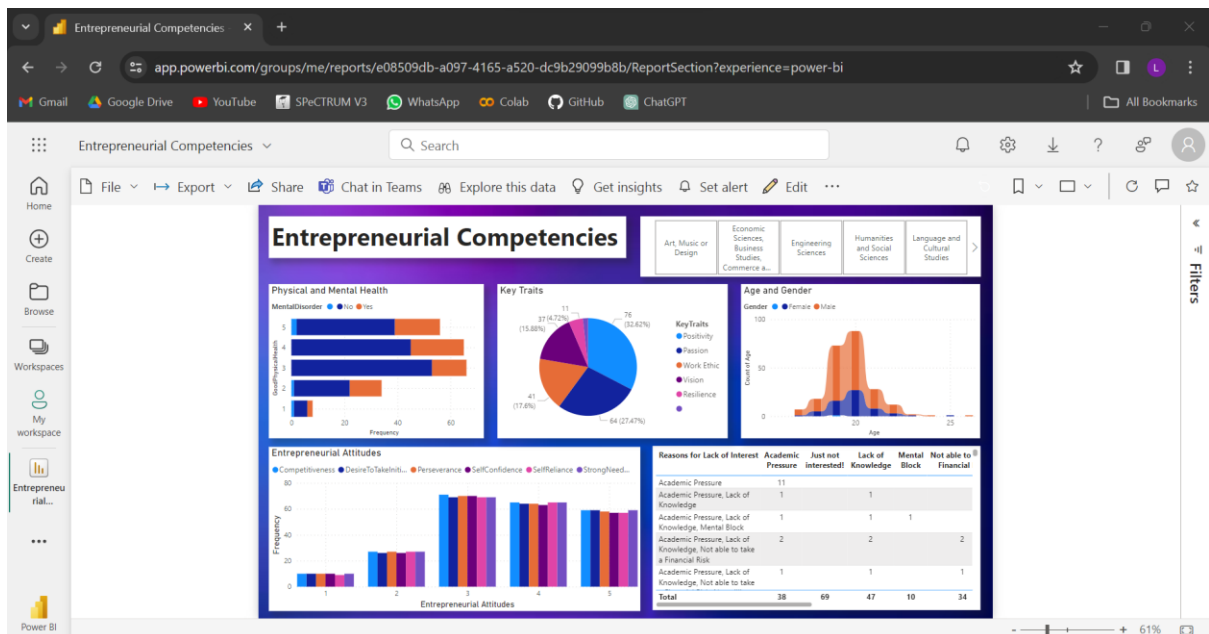 Entrepreneurial Competencies
app.powerbi.com/groups/me/reports/e08509db-a097-4165-a520-dc9b29099b8b/ReportSection?experience=power-bi
L
Gmail Google Drive YouTube SPeCTRUM V3 WhatsApp Colab GitHub ChatGPT All Bookmarks
Entrepreneurial Competencies Search
File Export Share Chat in Teams Explore this data Get insights Set alert Edit
Home
Create
Browse
Workspaces
My
workspace
Entrepreneu
rial...
Power BI
Filters
Entrepreneurial Competencies
Art, Music or
Design
Economic
Sciences,
Business
Studies,
Commerce a...
Engineering
Sciences
Humanities
and Social
Sciences
Language and
Cultural
Studies
Physical and Mental Health
MentalDisorder No Yes
GoodPhysicalHealth
5
4
3
2
1
0 20 40 60
Frequency
Key Traits
11
(4.72%)
37
(15.88%)
76
(32.62%)
41
(17.6%)
64 (27.47%)
KeyTraits
Positivity
Passion
Work Ethic
Vision
Resilience
Age and Gender
Gender Female Male
Count of Age
100
50
0
20 25
Age
Entrepreneurial Attitudes
Competitiveness DesireToTakeIniti... Perseverance SelfConfidence SelfReliance StrongNeed...
Frequency
80
60
40
20
0
1 2 3 4 5
Entrepreneurial Attitudes
Reasons for Lack of Interest Academic Just not Lack of Mental Not able to
Pressure interested! Knowledge Block Financial
Academic Pressure 11
Academic Pressure, Lack of 1 1
Knowledge
Academic Pressure, Lack of 1 1 1
Knowledge, Mental Block
Academic Pressure, Lack of 2 2 2
Knowledge, Not able to take
a Financial Risk
Academic Pressure, Lack of 1 1 1
Knowledge, Not able to take
Total 38 69 47 10 34
61%